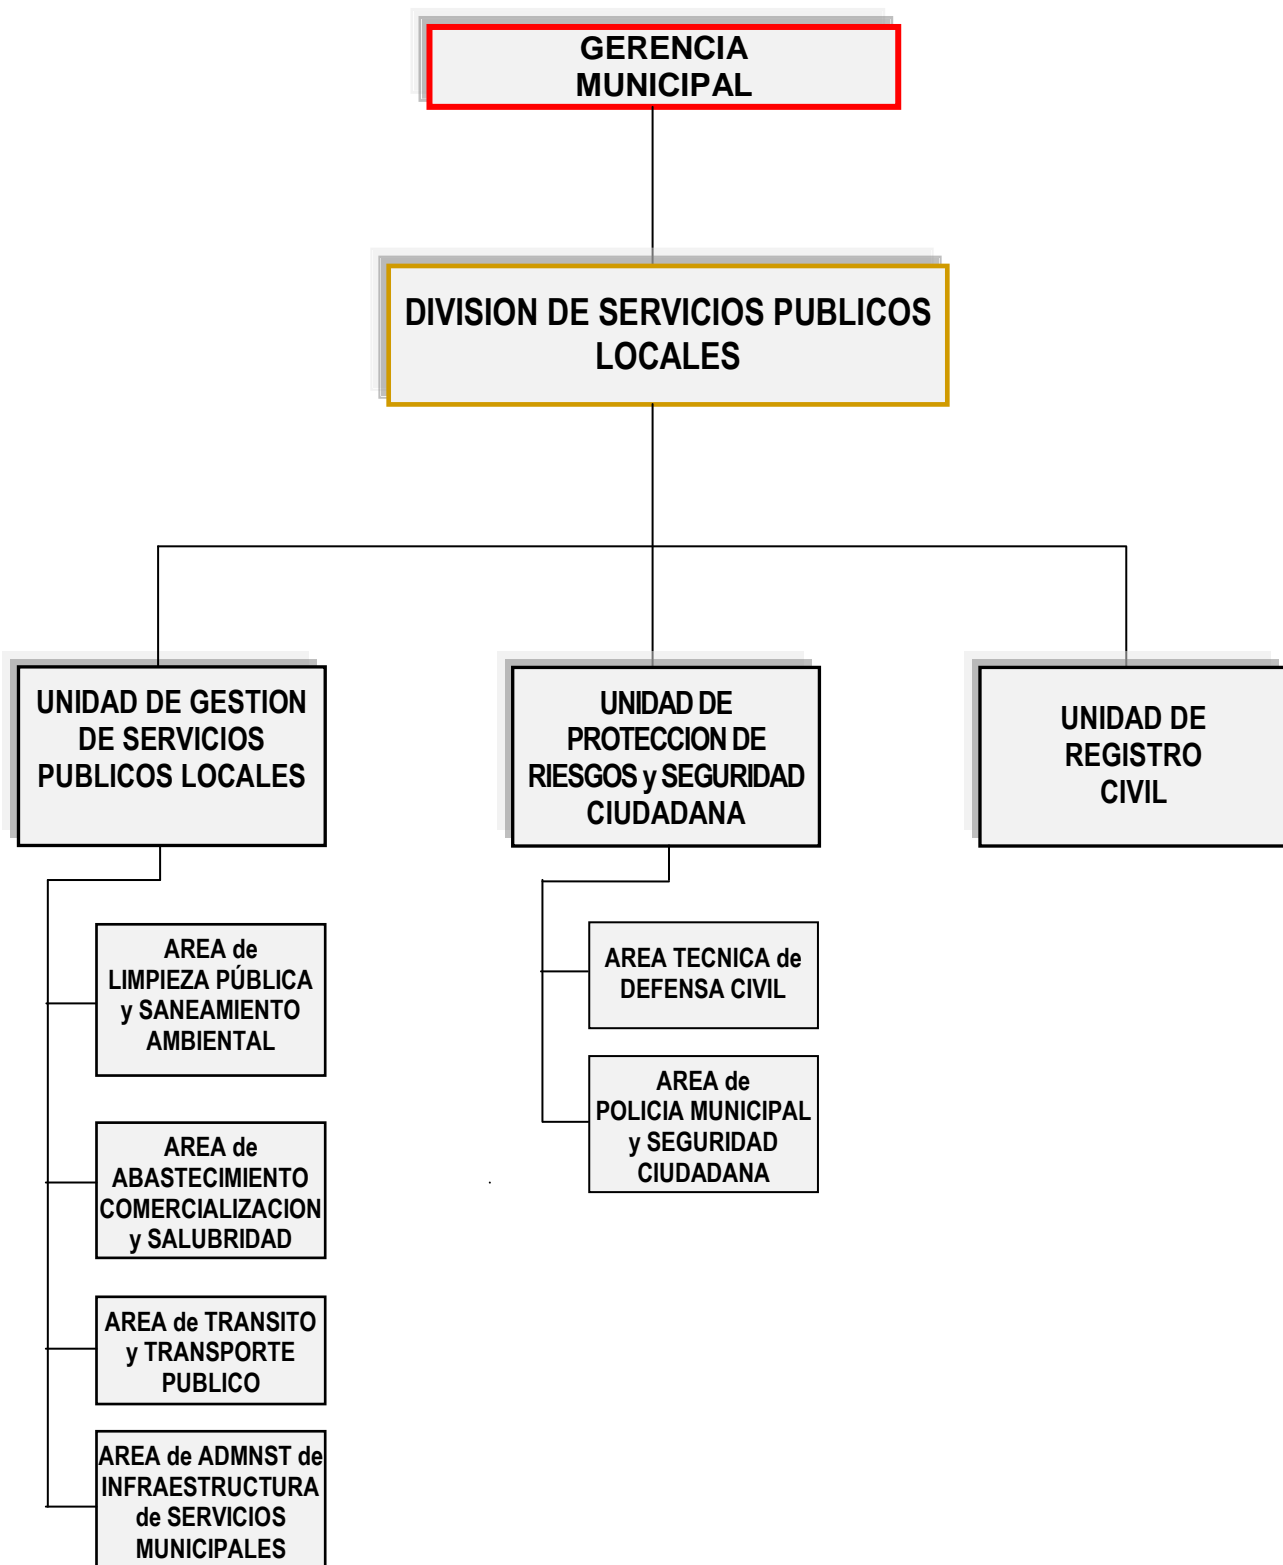 GERENCIA
MUNICIPAL
DIVISION DE SERVICIOS PUBLICOS
LOCALES
UNIDAD DE GESTION
DE SERVICIOS
PUBLICOS LOCALES
UNIDAD DE
PROTECCION DE
RIESGOS y SEGURIDAD
CIUDADANA
UNIDAD DE
REGISTRO
CIVIL
AREA de
LIMPIEZA PÚBLICA
y SANEAMIENTO
AMBIENTAL
AREA de
ABASTECIMIENTO
COMERCIALIZACION
y SALUBRIDAD
AREA de TRANSITO
y TRANSPORTE
PUBLICO
AREA de ADMNST de
INFRAESTRUCTURA
de SERVICIOS
MUNICIPALES
AREA TECNICA de
DEFENSA CIVIL
AREA de
POLICIA MUNICIPAL
y SEGURIDAD
CIUDADANA